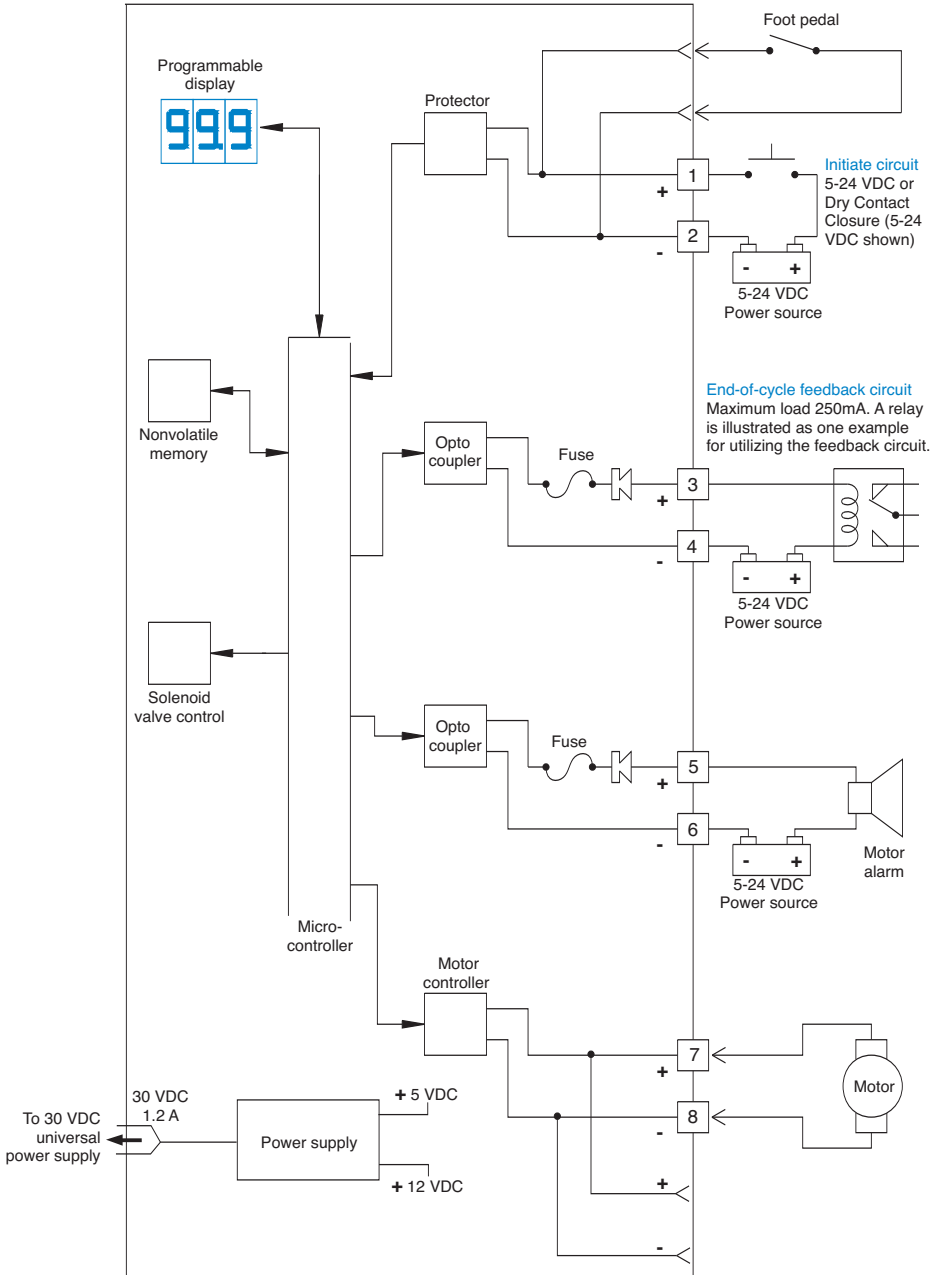 Foot pedal
Programmable
display
99.9
Protector
1
+
2
-
Initiate circuit
5-24 VDC or
Dry Contact
Closure (5-24
VDC shown)
- +
5-24 VDC
Power source
Nonvolatile
memory
End-of-cycle feedback circuit
Maximum load 250mA. A relay
is illustrated as one example
for utilizing the feedback circuit.
Opto
coupler
Fuse
3
+
4
-
- +
5-24 VDC
Power source
Solenoid
valve control
Opto
coupler
Fuse
5
+
6
-
- +
5-24 VDC
Power source
Motor
alarm
Micro-
controller
Motor
controller
7
+
8
-
Motor
+
-
To 30 VDC
universal
power supply
30 VDC
1.2 A
Power supply
+ 5 VDC
+ 12 VDC